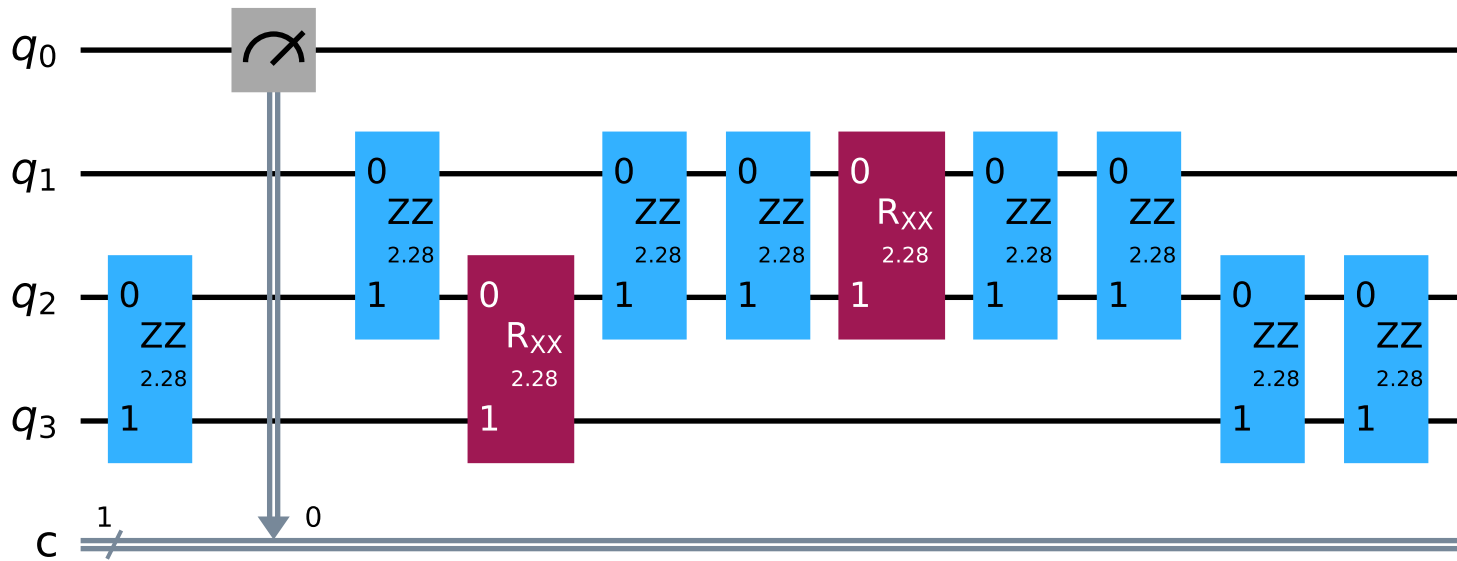 q0
q1 0 0 0 0 0 0
ZZ ZZ ZZ RXX ZZ ZZ
2.28 2.28 2.28 2.28 2.28 2.28
q2 0 1 0 1 1 1 1 1 0 0
ZZ RXX ZZ ZZ
2.28 2.28 2.28 2.28
q3 1 1 1 1
1 0
c